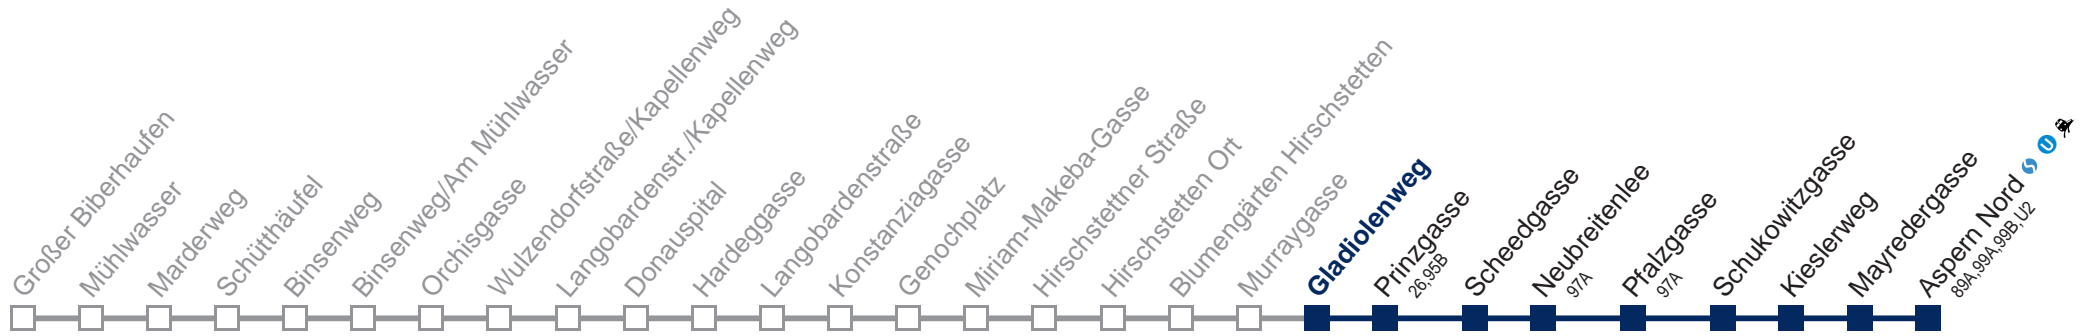 Großer Biberhaufen
Mühlwasser
Marderweg
Schütthäufel
Binsenweg
Binsenweg/Am Mühlwasser
Orchisgasse
Wulzendorfstraße/Kapellenweg
Langobardenstr./Kapellenweg
Donauspital
Hardeggasse
Langobardenstraße
Konstanziagasse
Genochplatz
Miriam-Makeba-Gasse
Hirschstettner Straße
Hirschstetten Ort
Blumengärten Hirschstetten
Murraygasse
Gladiolenweg
Prinzgasse
26,95B
Scheedgasse
Neubreitenlee
97A
Pfalzgasse
97A
Schukowitzgasse
Kieslerweg
Mayredergasse
Aspern Nord S U
89A,99A,99B,U2